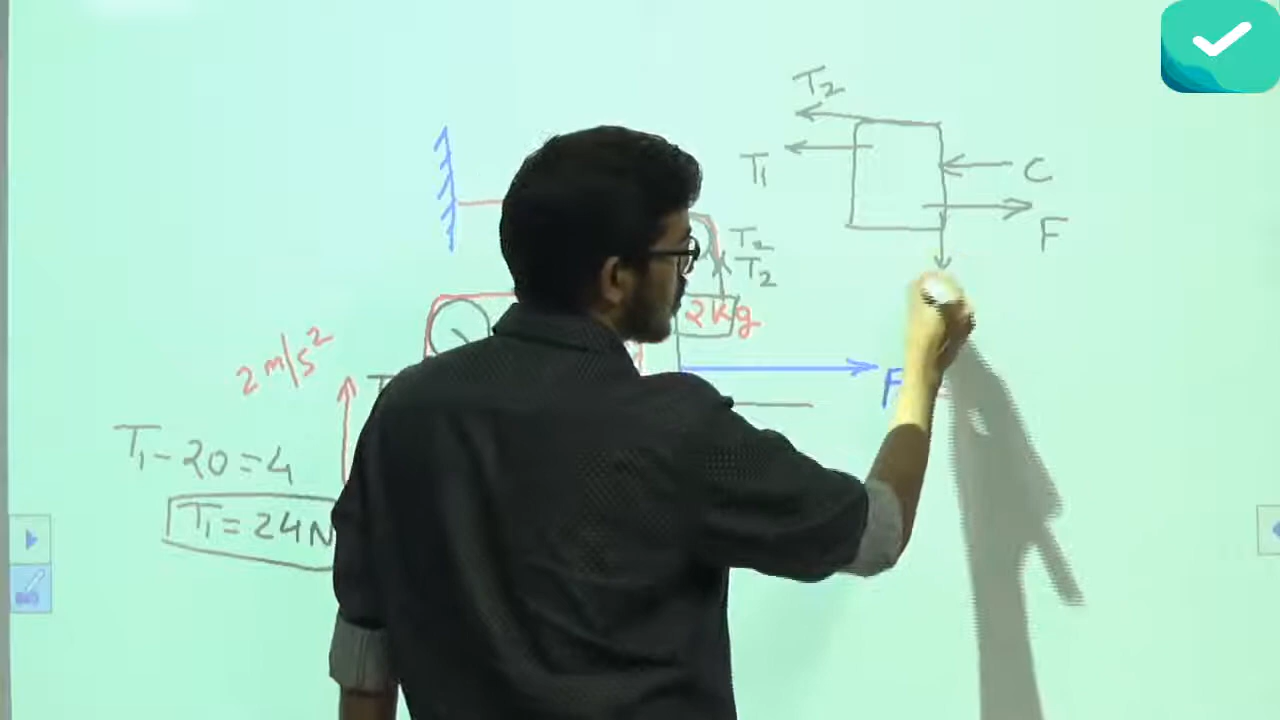 T2
T1
C
F
T2
T2
2kg
2 m/s²
T
F
T1 - 20 = 4
T1 = 24N